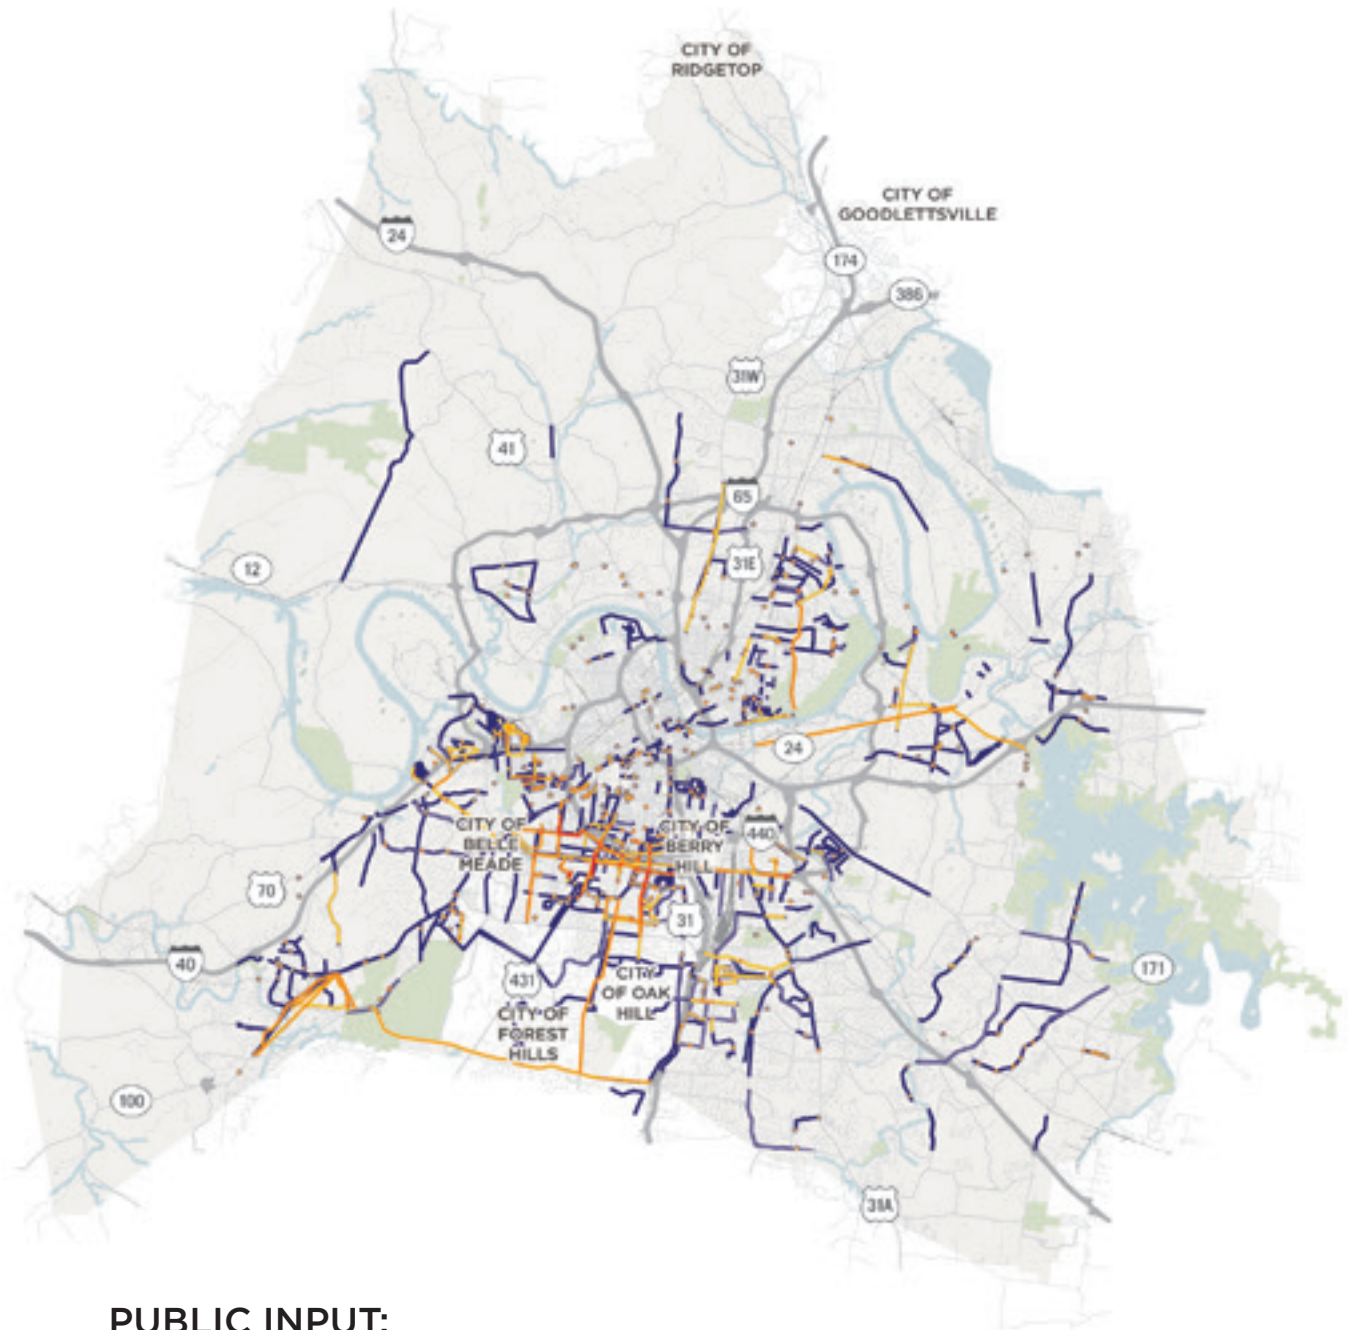 CITY OF
RIDGETOP
CITY OF
GOODLETTSVILLE
24
174
386
31W
41
65
12
31E
24
CITY OF
BELLE
MEADE
CITY OF
BERRY
HILL
440
70
31
40
431
CITY
OF OAK
HILL
171
CITY OF
FOREST
HILLS
100
31A
PUBLIC INPUT: